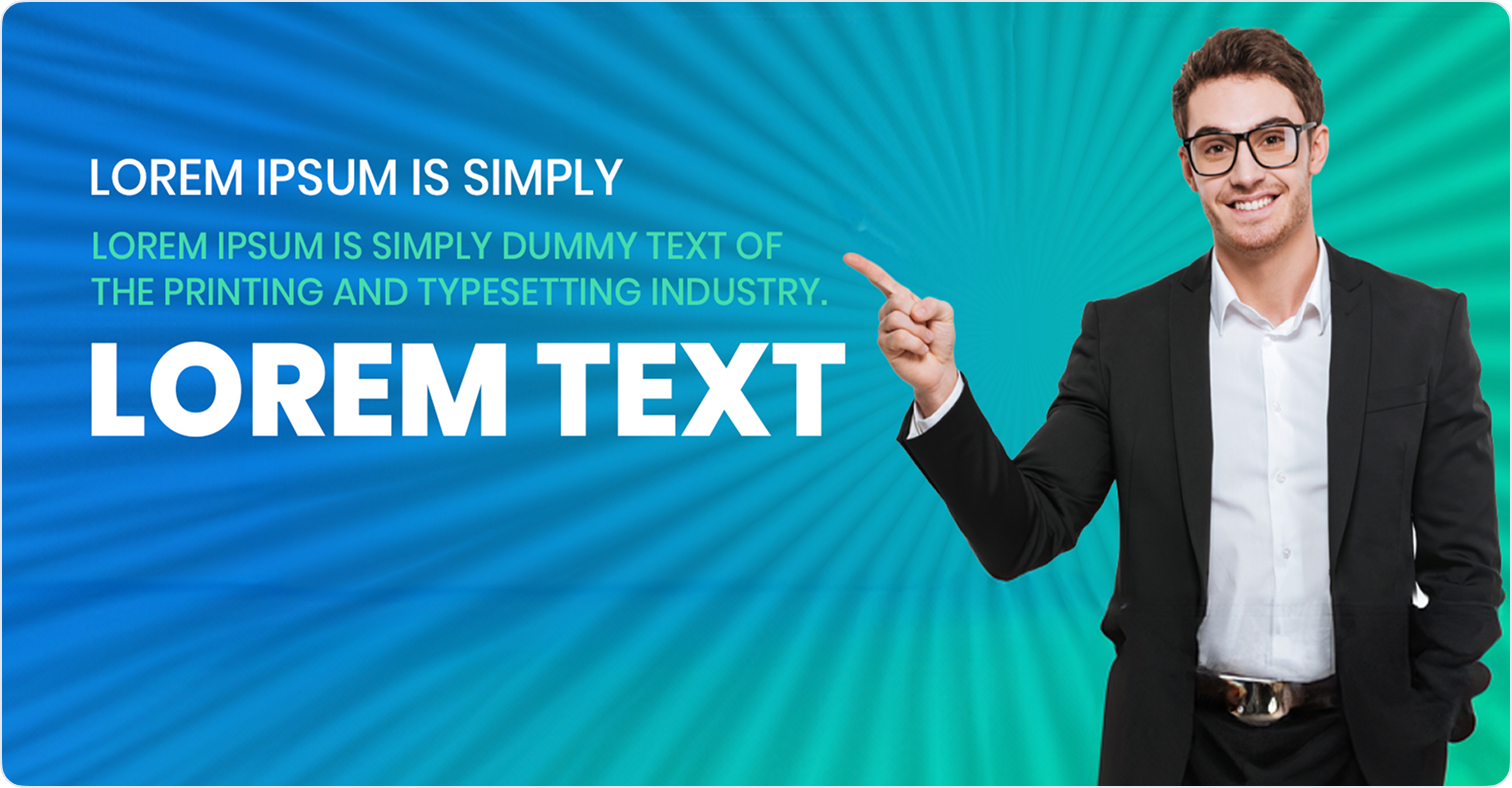 LOREM IPSUM IS SIMPLY
LOREM IPSUM IS SIMPLY DUMMY TEXT OF
THE PRINTING AND TYPESETTING INDUSTRY.
LOREM TEXT